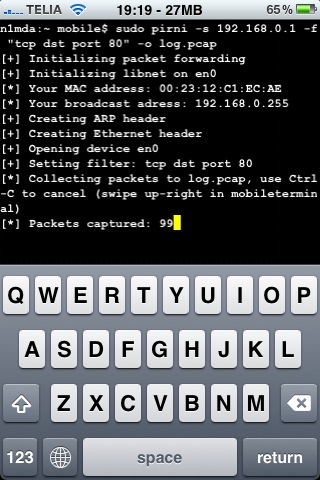 TELIA 19:19 - 27MB 65%
n1mda:~ mobile$ sudo pirni -s 192.168.0.1 -f
"tcp dst port 80" -o log.pcap
[+] Initializing packet forwarding
[+] Initializing libnet on en0
[*] Your MAC address: 00:23:12:C1:EC:AE
[*] Your broadcast adress: 192.168.0.255
[+] Creating ARP header
[+] Creating Ethernet header
[+] Opening device en0
[+] Setting filter: tcp dst port 80
[*] Collecting packets to log.pcap, use Ctrl
-C to cancel (swipe up-right in mobiletermin
al)
[*] Packets captured: 99
Q W E R T Y U I O P
A S D F G H J K L
Z X C V B N M
123 space return